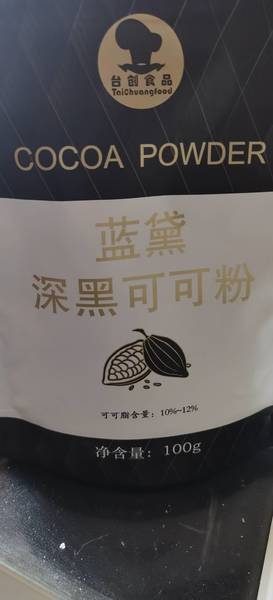 台创食品
TaiChuangfood
COCOA POWDER
蓝黛
深黑可可粉
可可脂含量：10%~12%
净含量：100g